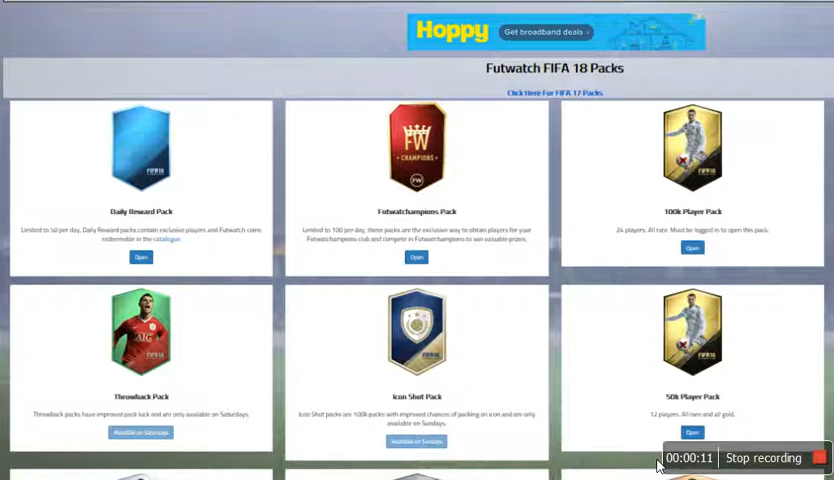 Hoppy
Get broadband deals ›
Futwatch FIFA 18 Packs
Click Here For FIFA 17 Packs
FIFA18
FW
CHAMPIONS
FW
FIFA18
Daily Reward Pack
Futwatchampions Pack
100k Player Pack
Limited to 50 per day, Daily Reward packs contain exclusive players and Futwatch coins
redeemable in the catalogue
Limited to 100 per day, these packs are the exclusive way to obtain players for your
Futwatchampions club and compete in Futwatchampions to win valuable prizes.
24 players. All rare. Must be logged in to open this pack.
Open
Open
Open
AIG
FIFA18
FIFA18
FIFA18
Throwback Pack
Icon Shot Pack
50k Player Pack
Throwback packs have improved pack luck and are only available on Saturdays.
Icon Shot packs are 100k packs with improved chances of packing an icon and are only
available on Sundays.
12 players. All rare and all gold.
Available on Saturdays
Available on Sundays
Open
00:00:11
Stop recording